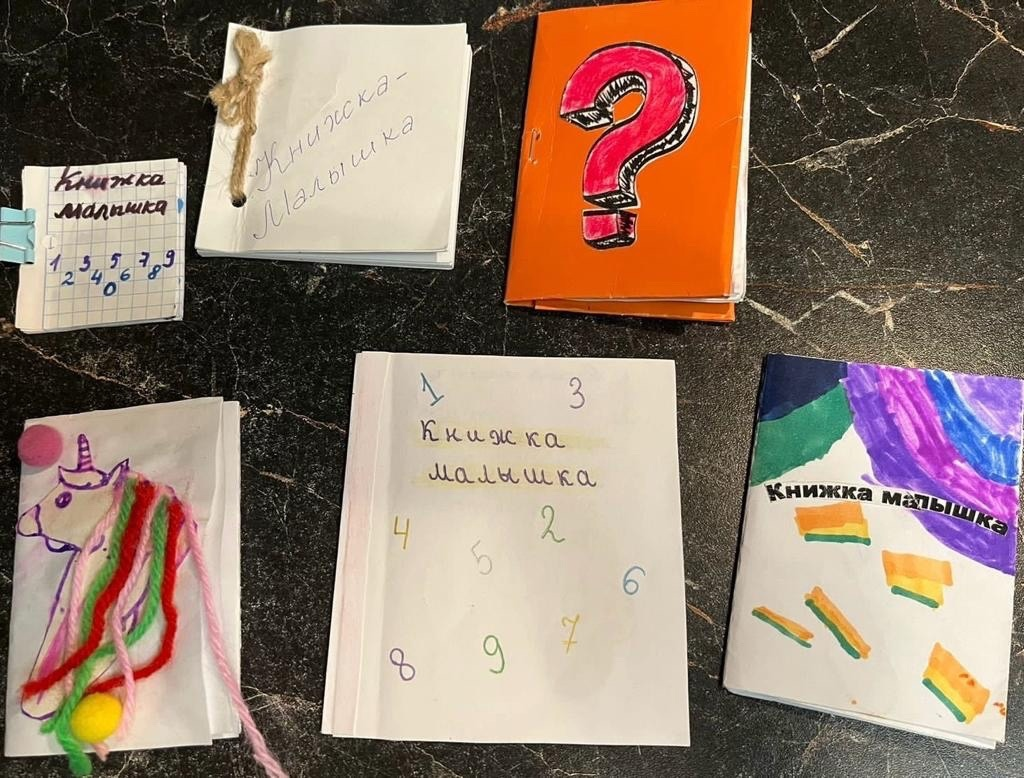 Книжка
малышка
1 3 5 7 9
2 4 6 8
0
Книжка-
Малышка
?
1 3
Книжка
малышка
4 2
5
6
7
8 9
Книжка малышка